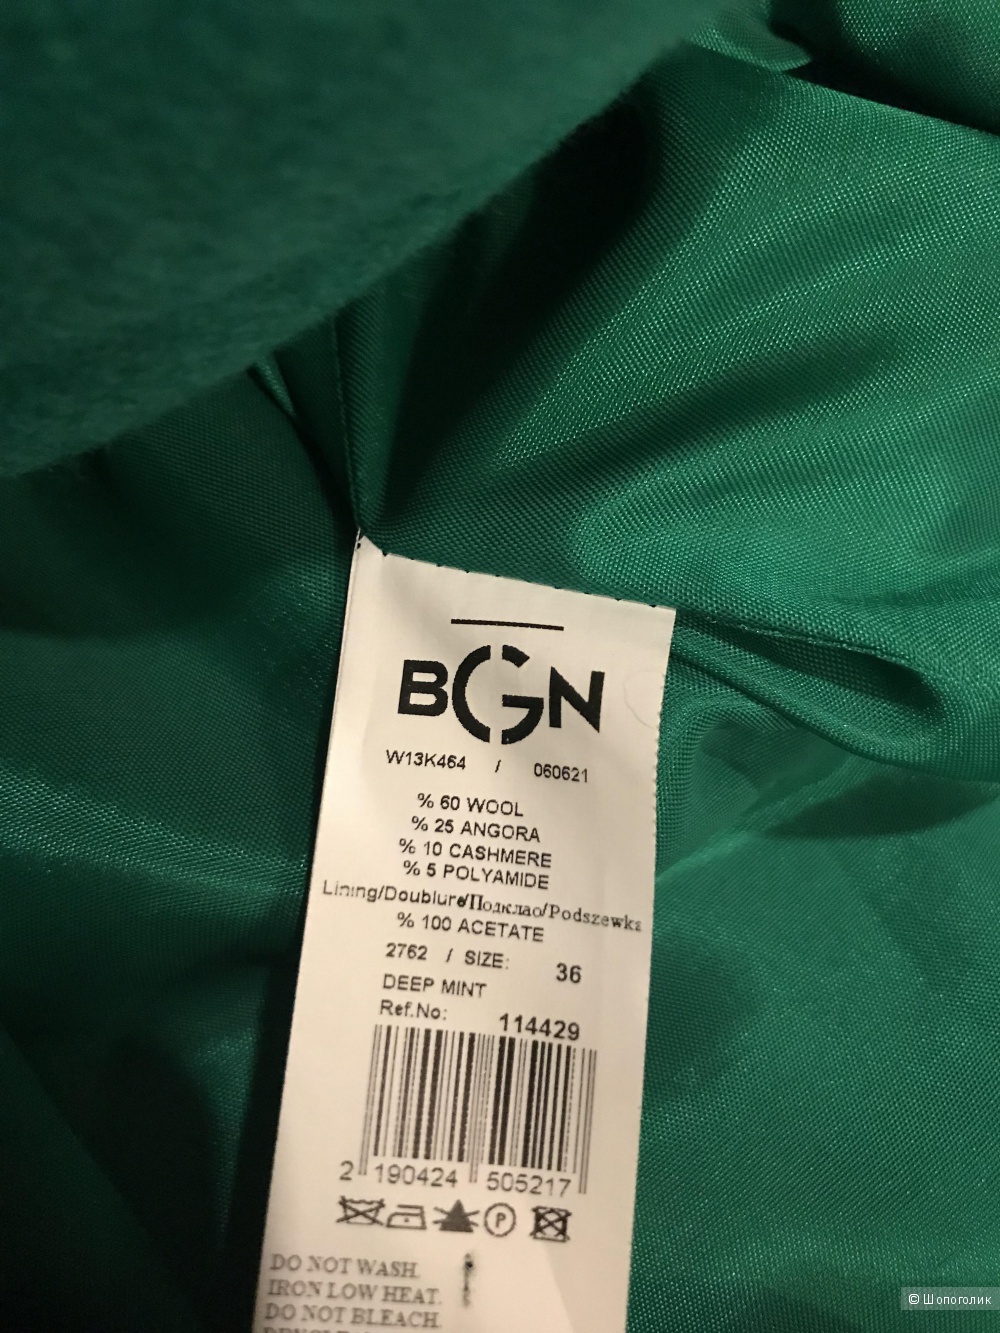 BGN
W13K464 / 060621
% 60 WOOL
% 25 ANGORA
% 10 CASHMERE
% 5 POLYAMIDE
Lining/Doublure/Подклао/Podszewka
% 100 ACETATE
2762 / SIZE: 36
DEEP MINT
Ref.No: 114429
2 190424 505217
P
DO NOT WASH.
IRON LOW HEAT.
DO NOT BLEACH.
© Шопоголик